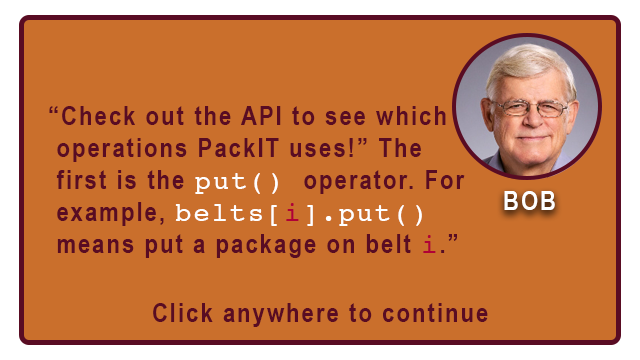 “Check out the API to see which
operations PackIT uses!” The
first is the put() operator. For
example, belts[i].put()
means put a package on belt i.”
BOB
Click anywhere to continue